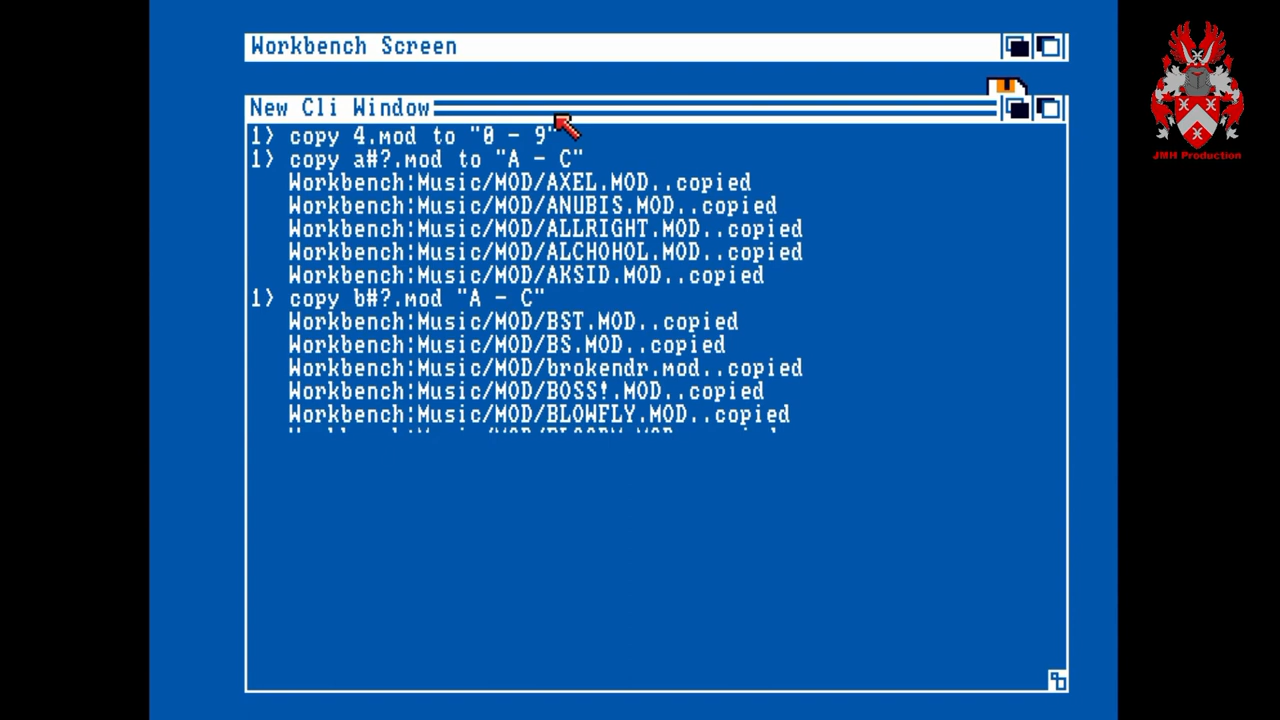 Workbench Screen
New Cli Window
1> copy 4.mod to "0 - 9"
1> copy a#?.mod to "A - C"
Workbench:Music/MOD/AXEL.MOD..copied
Workbench:Music/MOD/ANUBIS.MOD..copied
Workbench:Music/MOD/ALLRIGHT.MOD..copied
Workbench:Music/MOD/ALCHOHOL.MOD..copied
Workbench:Music/MOD/AKSID.MOD..copied
1> copy b#?.mod "A - C"
Workbench:Music/MOD/BST.MOD..copied
Workbench:Music/MOD/BS.MOD..copied
Workbench:Music/MOD/brokendr.mod..copied
Workbench:Music/MOD/BOSS!.MOD..copied
Workbench:Music/MOD/BLOWFLY.MOD..copied
JMH Production